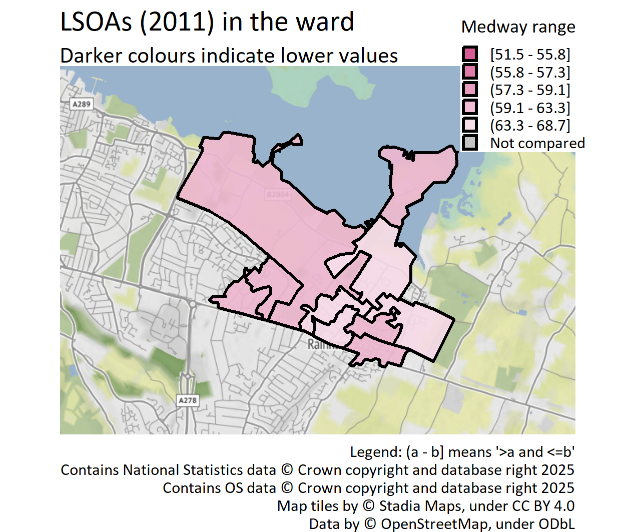 LSOAs (2011) in the ward
Darker colours indicate lower values
Medway range
[51.5 - 55.8]
(55.8 - 57.3]
(57.3 - 59.1]
(59.1 - 63.3]
(63.3 - 68.7]
Not compared
A289
A278
Legend: (a - b] means '>a and <=b'
Contains National Statistics data © Crown copyright and database right 2025
Contains OS data © Crown copyright and database right 2025
Map tiles by © Stadia Maps, under CC BY 4.0
Data by © OpenStreetMap, under ODbL